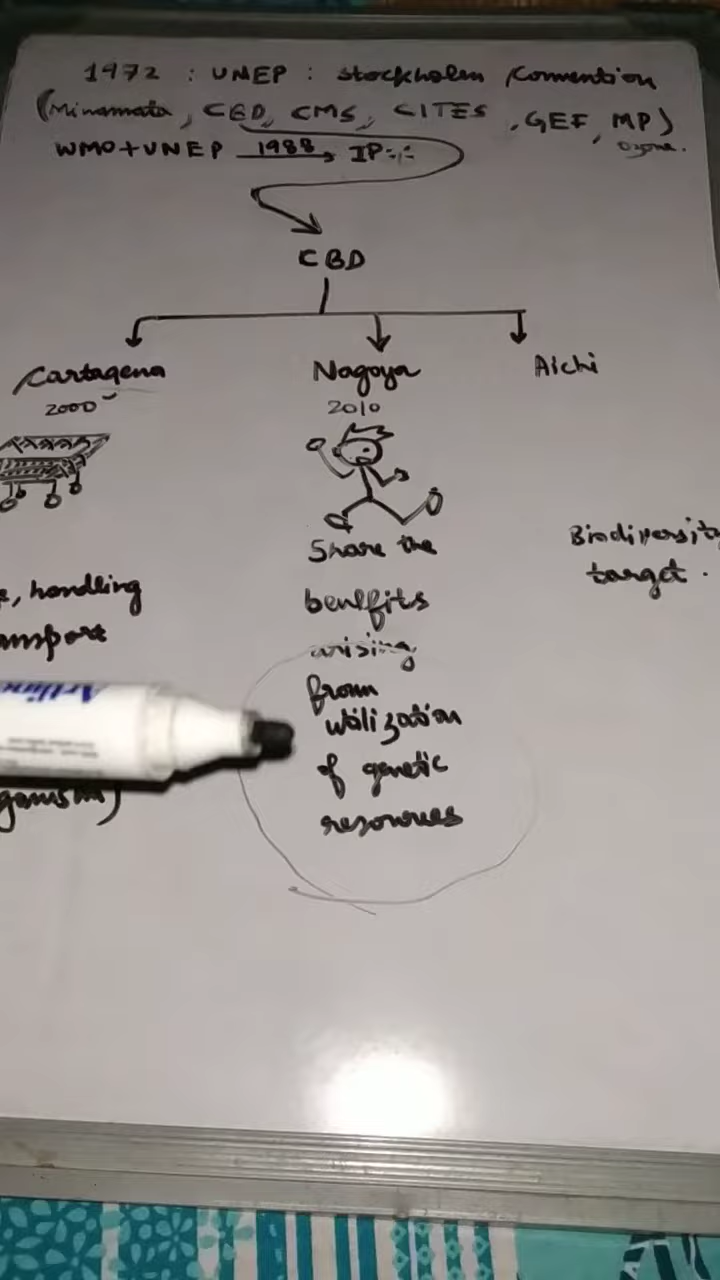 1972 : UNEP : Stockholm Convention
(Minamata, CBD, CMS, CITES, GEF, MP)
Ozone.
WMO+UNEP 1988
CBD
Cartagena Nagoya Aichi
2000 2010
Share the
benefits
arising
from
utilization
of genetic
resources
Biodiversity
target.
, handling
Artline